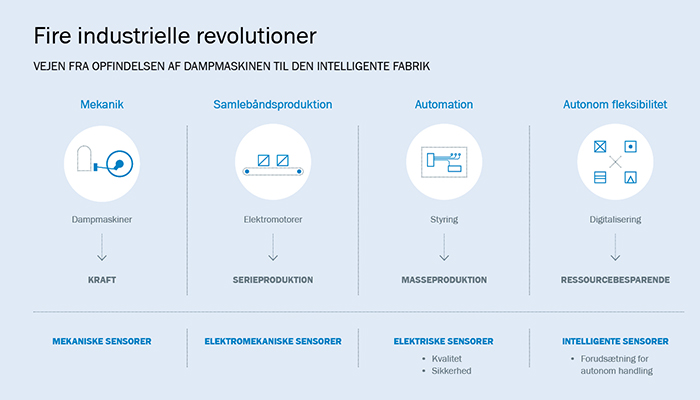 Fire industrielle revolutioner
VEJEN FRA OPFINDELSEN AF DAMPMASKINEN TIL DEN INTELLIGENTE FABRIK
Mekanik
Samlebåndsproduktion
Automation
Autonom fleksibilitet
Dampmaskiner
Elektromotorer
Styring
Digitalisering
KRAFT
SERIEPRODUKTION
MASSEPRODUKTION
RESSOURCEBESPARENDE
MEKANISKE SENSORER
ELEKTROMEKANISKE SENSORER
ELEKTRISKE SENSORER
• Kvalitet
• Sikkerhed
INTELLIGENTE SENSORER
• Forudsætning for
autonom handling